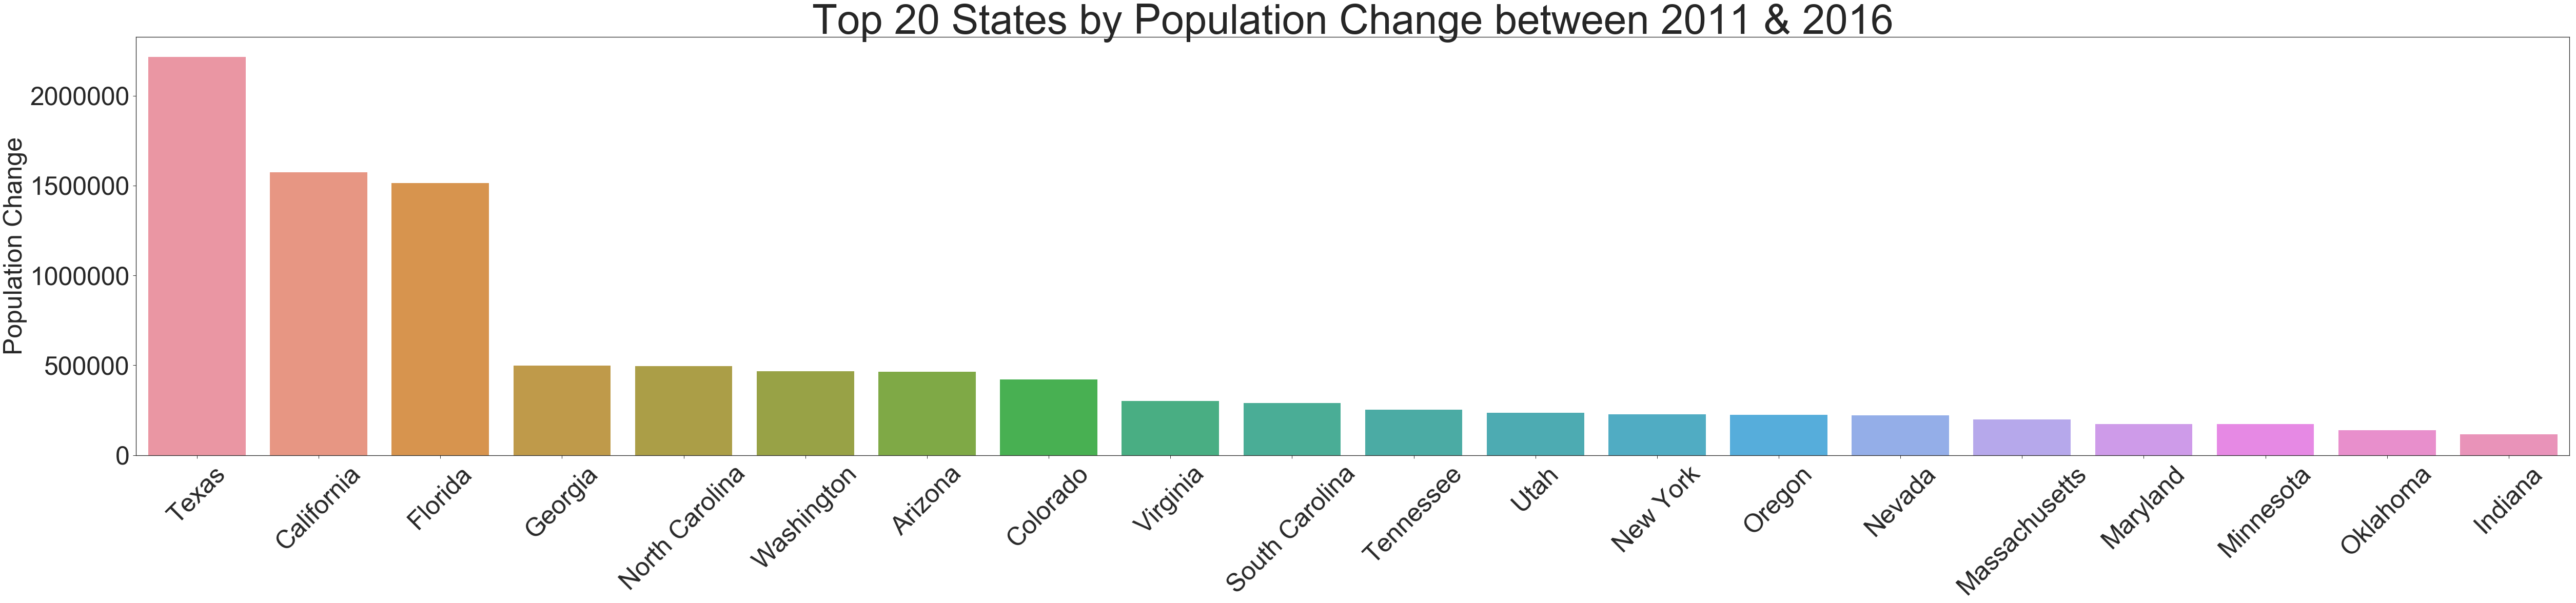 Top 20 States by Population Change between 2011 & 2016
Population Change
2000000
1500000
1000000
500000
0
Texas
California
Florida
Georgia
North Carolina
Washington
Arizona
Colorado
Virginia
South Carolina
Tennessee
Utah
New York
Oregon
Nevada
Massachusetts
Maryland
Minnesota
Oklahoma
Indiana